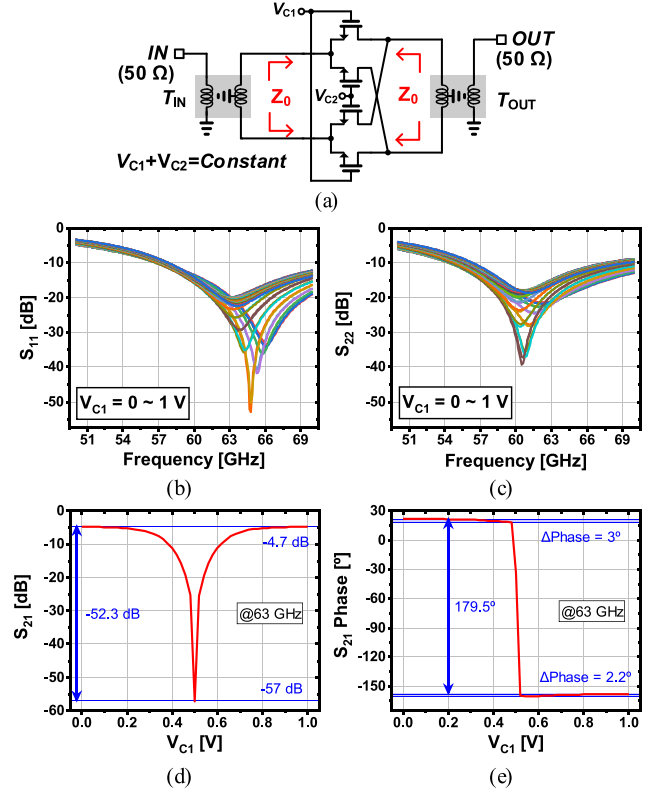 V_C1
IN
(50 Ω)
OUT
(50 Ω)
T_IN
Z_0
V_C2
Z_0
T_OUT
V_C1+V_C2=Constant
(a)
S_11 [dB]
0
-10
-20
-30
-40
-50
V_C1 = 0 ~ 1 V
51 54 57 60 63 66 69
Frequency [GHz]
(b)
S_22 [dB]
0
-10
-20
-30
-40
-50
V_C1 = 0 ~ 1 V
51 54 57 60 63 66 69
Frequency [GHz]
(c)
S_21 [dB]
0
-10
-20
-30
-40
-50
-60
-4.7 dB
-52.3 dB
@63 GHz
-57 dB
0.0 0.2 0.4 0.6 0.8 1.0
V_C1 [V]
(d)
S_21 Phase [º]
30
0
-30
-60
-90
-120
-150
ΔPhase = 3º
179.5º
@63 GHz
ΔPhase = 2.2º
0.0 0.2 0.4 0.6 0.8 1.0
V_C1 [V]
(e)